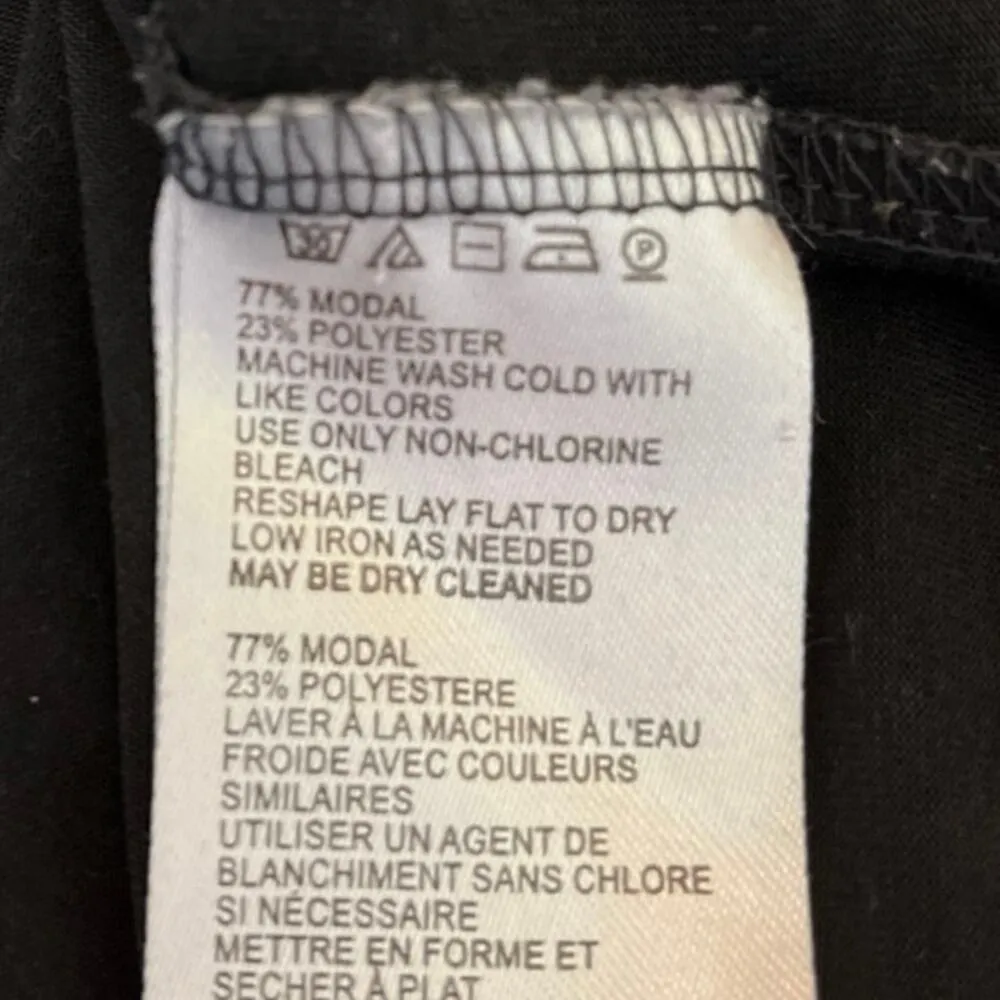 P
77% MODAL
23% POLYESTER
MACHINE WASH COLD WITH
LIKE COLORS
USE ONLY NON-CHLORINE
BLEACH
RESHAPE LAY FLAT TO DRY
LOW IRON AS NEEDED
MAY BE DRY CLEANED
77% MODAL
23% POLYESTERE
LAVER À LA MACHINE À L'EAU
FROIDE AVEC COULEURS
SIMILAIRES
UTILISER UN AGENT DE
BLANCHIMENT SANS CHLORE
SI NÉCESSAIRE
METTRE EN FORME ET
SECHER À PLAT